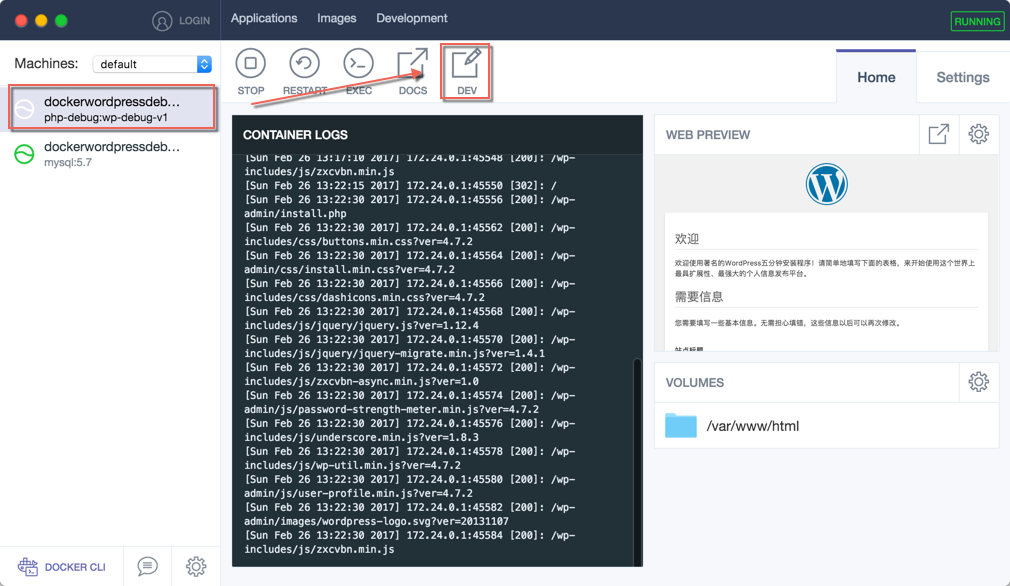 LOGIN
Applications
Images
Development
RUNNING
Machines:
default
dockerwordpressdeb...
php-debug:wp-debug-v1
dockerwordpressdeb...
mysql:5.7
STOP
RESTART
EXEC
DOCS
DEV
Home
Settings
CONTAINER LOGS
[Sun Feb 26 13:17:10 2017] 172.24.0.1:45548 [200]: /wp-
includes/js/zxcvbn.min.js
[Sun Feb 26 13:22:15 2017] 172.24.0.1:45550 [302]: /
[Sun Feb 26 13:22:30 2017] 172.24.0.1:45556 [200]: /wp-
admin/install.php
[Sun Feb 26 13:22:30 2017] 172.24.0.1:45562 [200]: /wp-
includes/css/buttons.min.css?ver=4.7.2
[Sun Feb 26 13:22:30 2017] 172.24.0.1:45564 [200]: /wp-
admin/css/install.min.css?ver=4.7.2
[Sun Feb 26 13:22:30 2017] 172.24.0.1:45566 [200]: /wp-
includes/css/dashicons.min.css?ver=4.7.2
[Sun Feb 26 13:22:30 2017] 172.24.0.1:45568 [200]: /wp-
includes/js/jquery/jquery.js?ver=1.12.4
[Sun Feb 26 13:22:30 2017] 172.24.0.1:45570 [200]: /wp-
includes/js/jquery/jquery-migrate.min.js?ver=1.4.1
[Sun Feb 26 13:22:30 2017] 172.24.0.1:45572 [200]: /wp-
includes/js/zxcvbn-async.min.js?ver=1.0
[Sun Feb 26 13:22:30 2017] 172.24.0.1:45574 [200]: /wp-
admin/js/password-strength-meter.min.js?ver=4.7.2
[Sun Feb 26 13:22:30 2017] 172.24.0.1:45576 [200]: /wp-
includes/js/underscore.min.js?ver=1.8.3
[Sun Feb 26 13:22:30 2017] 172.24.0.1:45578 [200]: /wp-
includes/js/wp-util.min.js?ver=4.7.2
[Sun Feb 26 13:22:30 2017] 172.24.0.1:45580 [200]: /wp-
admin/js/user-profile.min.js?ver=4.7.2
[Sun Feb 26 13:22:30 2017] 172.24.0.1:45582 [200]: /wp-
admin/images/wordpress-logo.svg?ver=20131107
[Sun Feb 26 13:22:30 2017] 172.24.0.1:45584 [200]: /wp-
includes/js/zxcvbn.min.js
WEB PREVIEW
欢迎
欢迎使用著名的WordPress五分钟安装程序！请简单地填写下面的表格，来开始使用这个世界上
最具扩展性、最强大的个人信息发布平台。
需要信息
您需要填写一些基本信息。无需担心填错，这些信息以后可以再次修改。
站点标题
VOLUMES
/var/www/html
DOCKER CLI